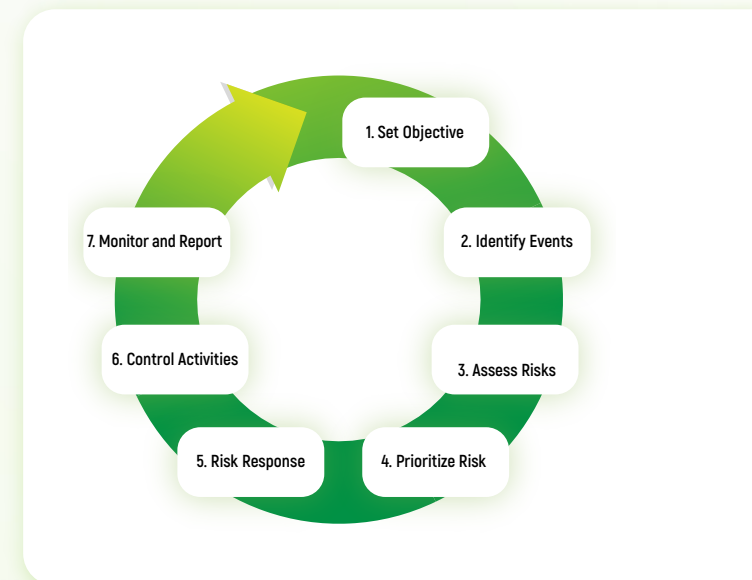 1. Set Objective
2. Identify Events
3. Assess Risks
4. Prioritize Risk
5. Risk Response
6. Control Activities
7. Monitor and Report